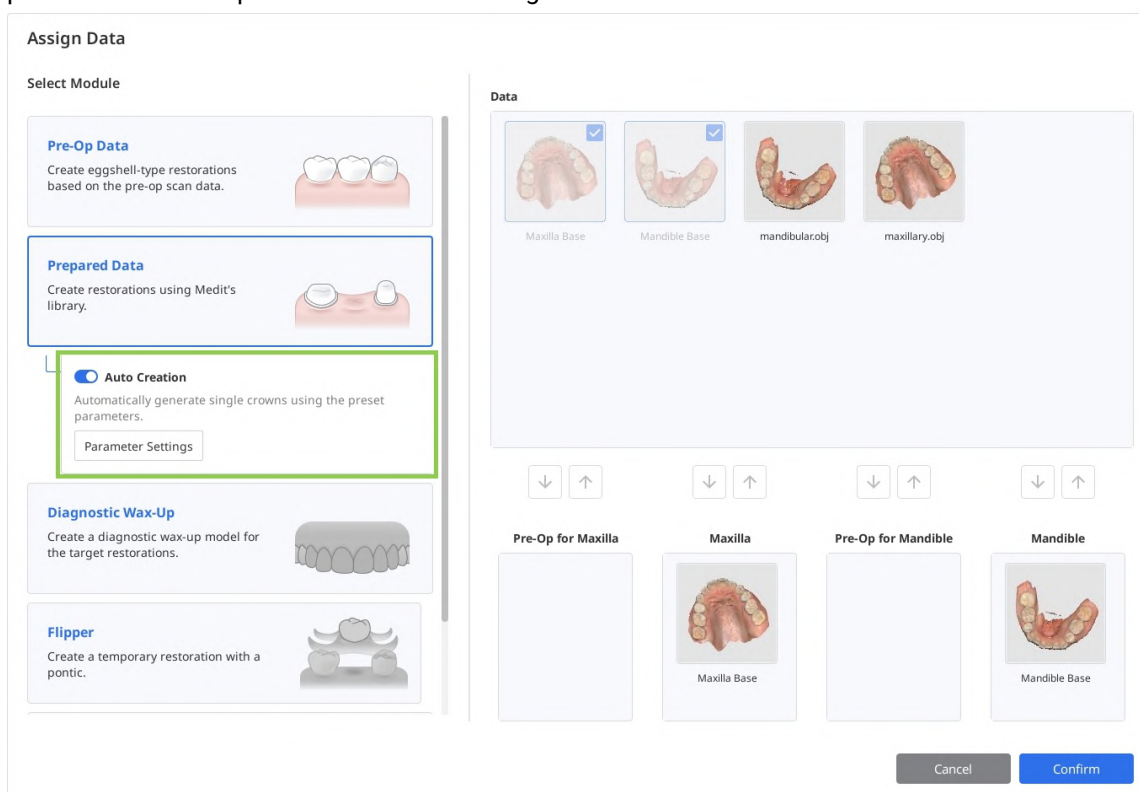 Assign Data
Select Module
Pre-Op Data
Create eggshell-type restorations
based on the pre-op scan data.
Prepared Data
Create restorations using Medit's
library.
Auto Creation
Automatically generate single crowns using the preset
parameters.
Parameter Settings
Diagnostic Wax-Up
Create a diagnostic wax-up model for
the target restorations.
Flipper
Create a temporary restoration with a
pontic.
Data
Maxilla Base
Mandible Base
mandibular.obj
maxillary.obj
Pre-Op for Maxilla
Maxilla
Pre-Op for Mandible
Mandible
Maxilla Base
Mandible Base
Cancel
Confirm